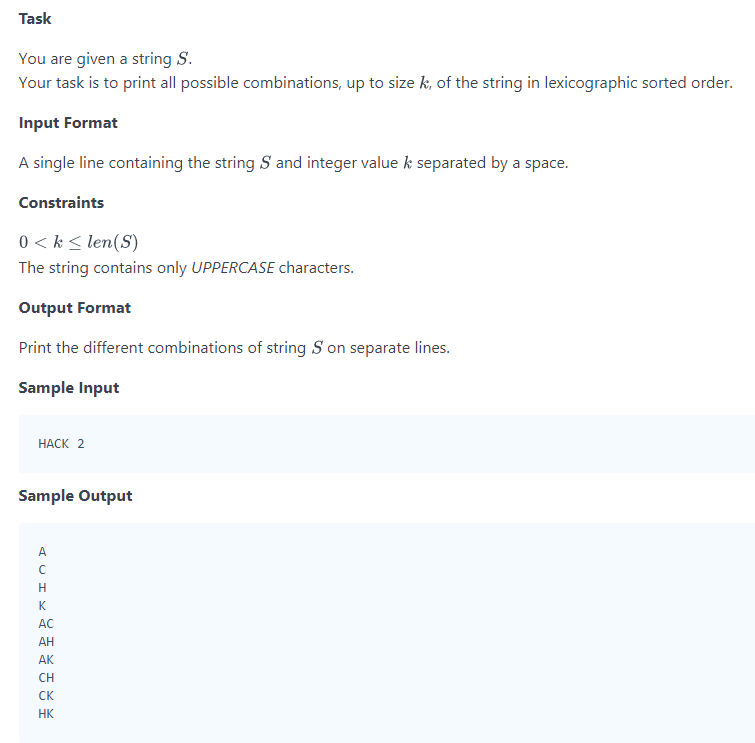 Task
You are given a string S.
Your task is to print all possible combinations, up to size k, of the string in lexicographic sorted order.
Input Format
A single line containing the string S and integer value k separated by a space.
Constraints
0 < k ≤ len(S)
The string contains only UPPERCASE characters.
Output Format
Print the different combinations of string S on separate lines.
Sample Input
HACK 2
Sample Output
A
C
H
K
AC
AH
AK
CH
CK
HK